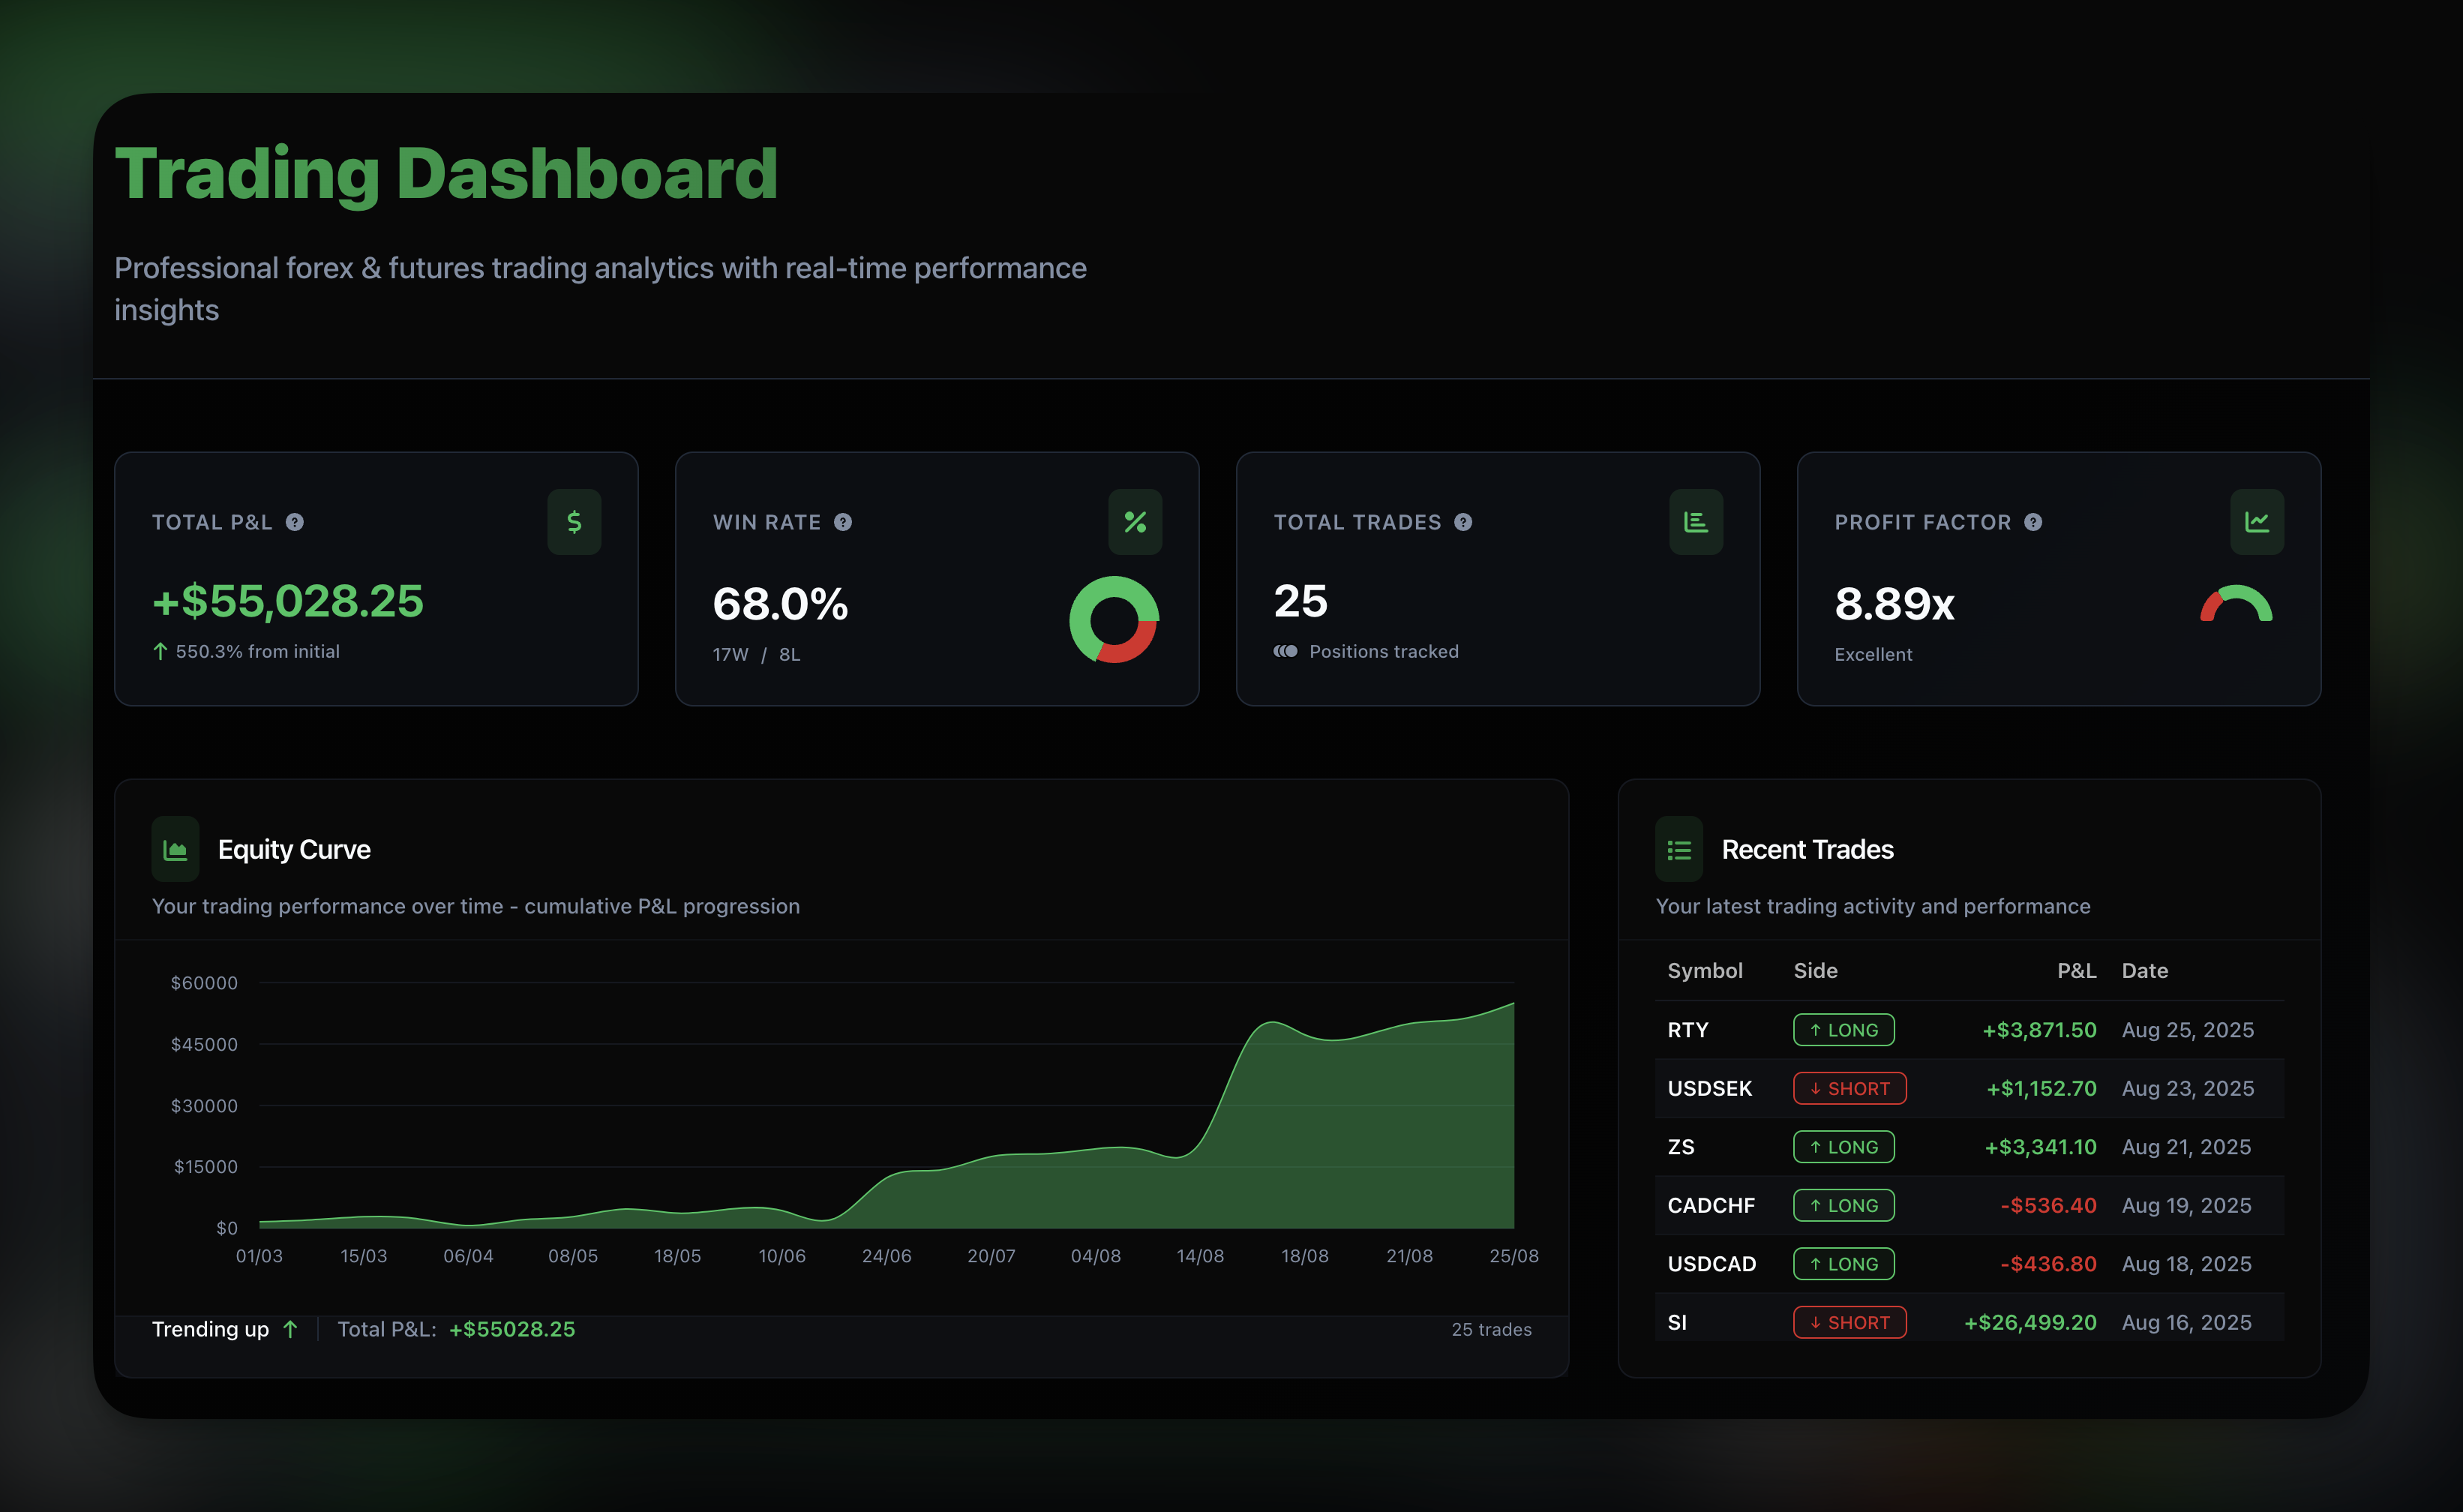 Trading Dashboard
Professional forex & futures trading analytics with real-time performance
insights
TOTAL P&L ?
$
+$55,028.25
↑ 550.3% from initial
WIN RATE ?
%
68.0%
17W / 8L
TOTAL TRADES ?
25
Positions tracked
PROFIT FACTOR ?
8.89x
Excellent
Equity Curve
Your trading performance over time - cumulative P&L progression
$60000
$45000
$30000
$15000
$0
01/03 15/03 06/04 08/05 18/05 10/06 24/06 20/07 04/08 14/08 18/08 21/08 25/08
Trending up ↑ Total P&L: +$55028.25 25 trades
Recent Trades
Your latest trading activity and performance
Symbol Side P&L Date
RTY ↑ LONG +$3,871.50 Aug 25, 2025
USDSEK ↓ SHORT +$1,152.70 Aug 23, 2025
ZS ↑ LONG +$3,341.10 Aug 21, 2025
CADCHF ↑ LONG -$536.40 Aug 19, 2025
USDCAD ↑ LONG -$436.80 Aug 18, 2025
SI ↓ SHORT +$26,499.20 Aug 16, 2025